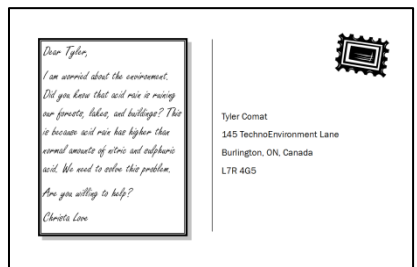 Dear Tyler,
I am worried about the environment.
Did you know that acid rain is ruining
our forests, lakes, and buildings? This
is because acid rain has higher than
normal amounts of nitric and sulphuric
acid. We need to solve this problem.
Are you willing to help?
Christa Love
Tyler Comat
145 TechnoEnvironment Lane
Burlington, ON, Canada
L7R 4G5